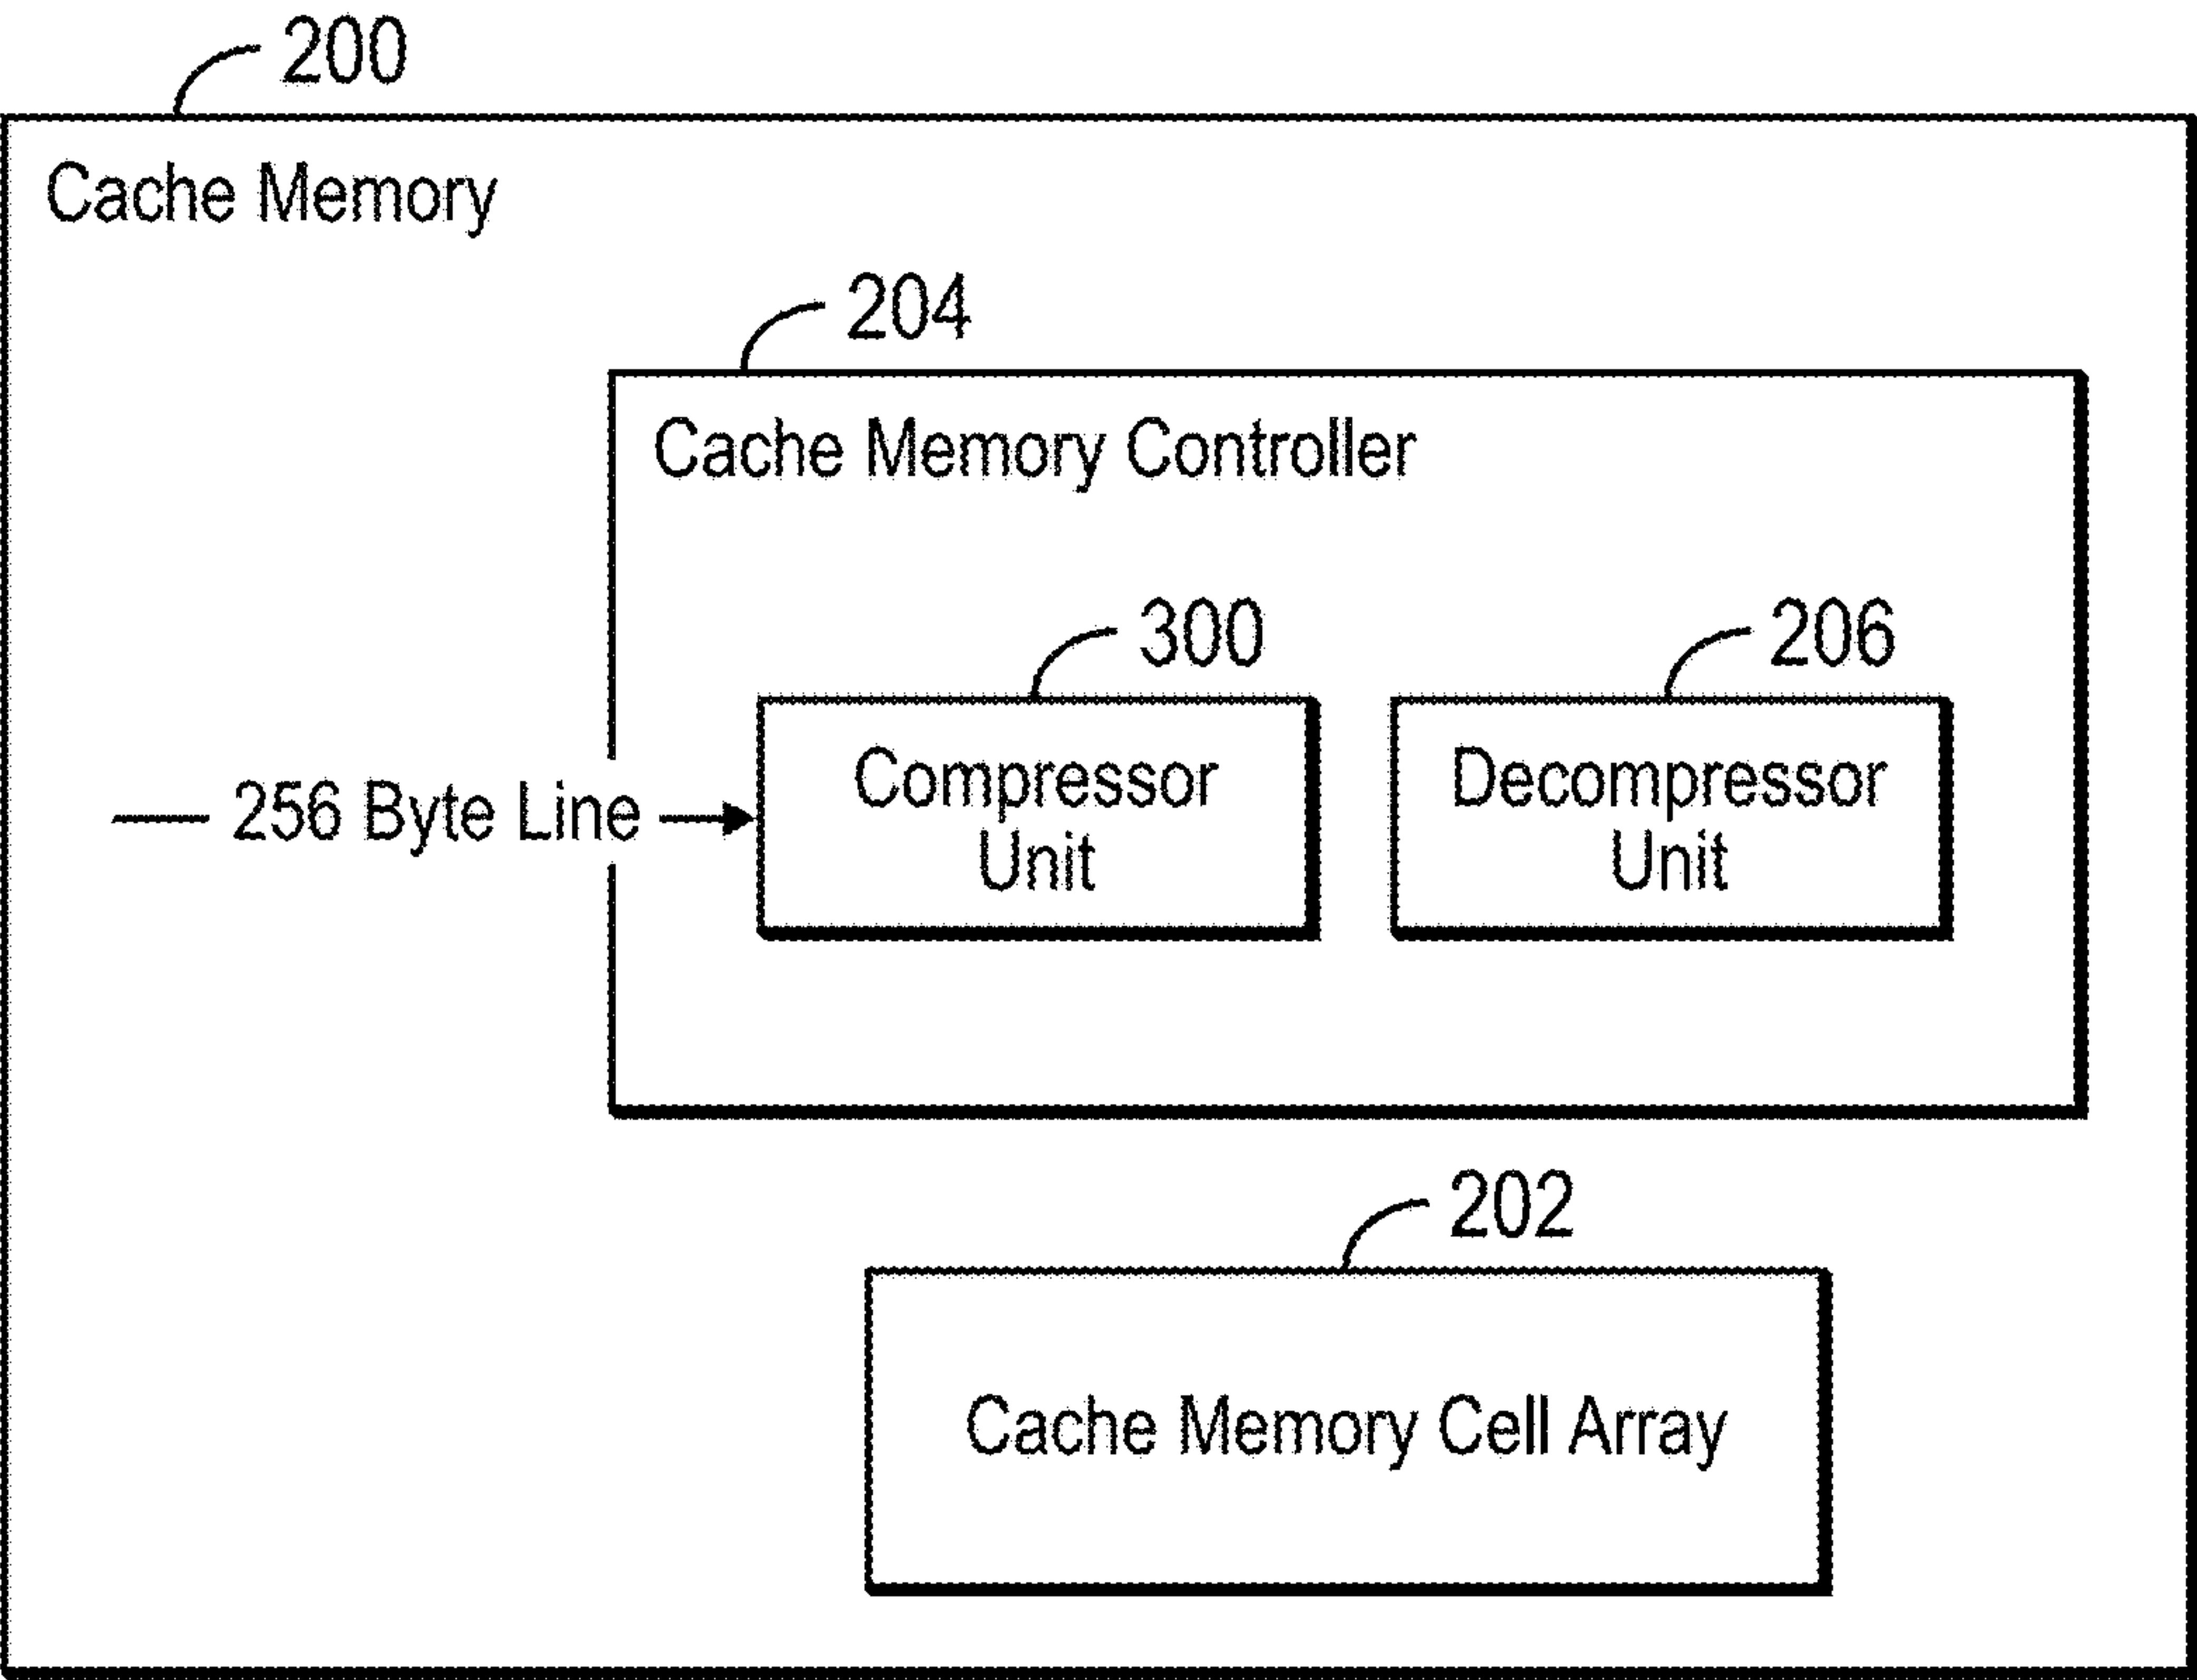 200
Cache Memory
204
Cache Memory Controller
300
206
Compressor
Unit
Decompressor
Unit
256 Byte Line
202
Cache Memory Cell Array